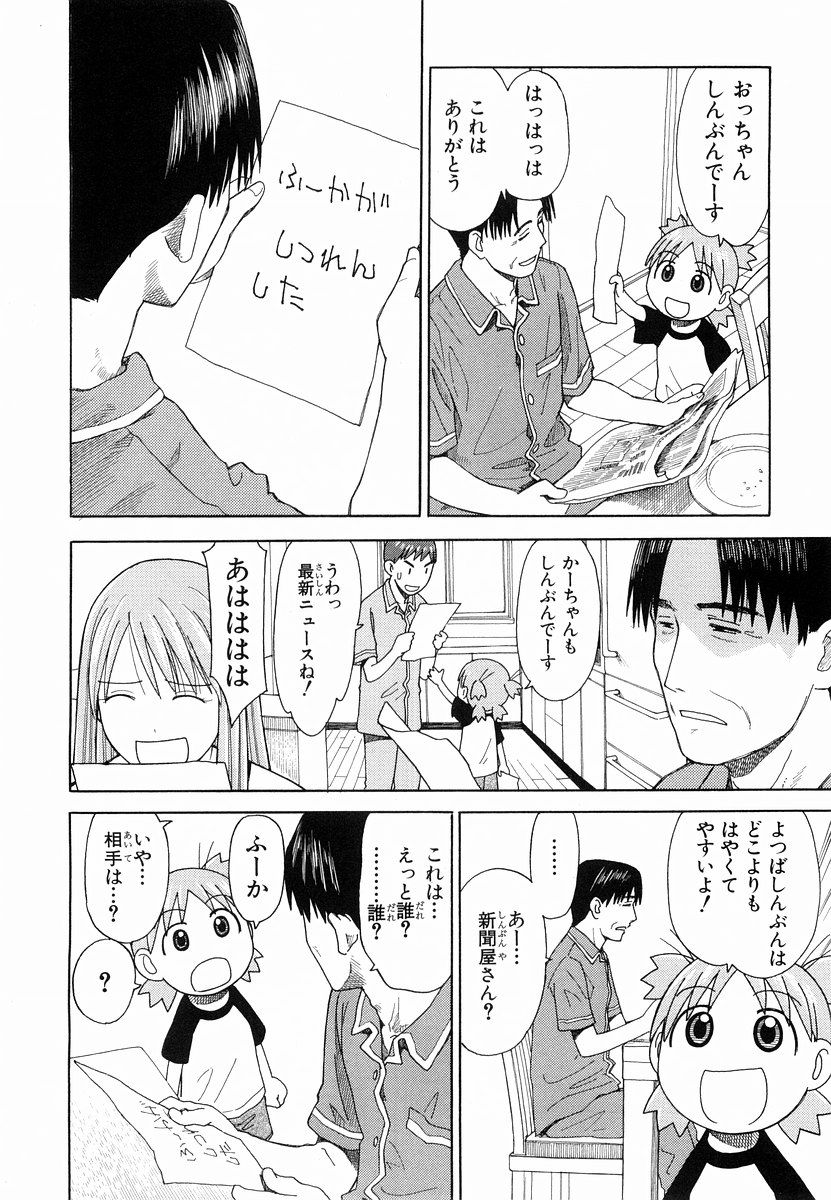 おっちゃん
しんぶんでーす
はっはっは
これは
ありがとう
ふーかが
しつれん
した
かーちゃんも
しんぶんでーす
うわっ
最新ニュースね!
あはははは
よつばしんぶんは
どこよりも
はやくて
やすいよ!
……
あー…
新聞屋さん?
これは…
えっと誰?
………誰?
ふーか
いや…
相手は…?
?